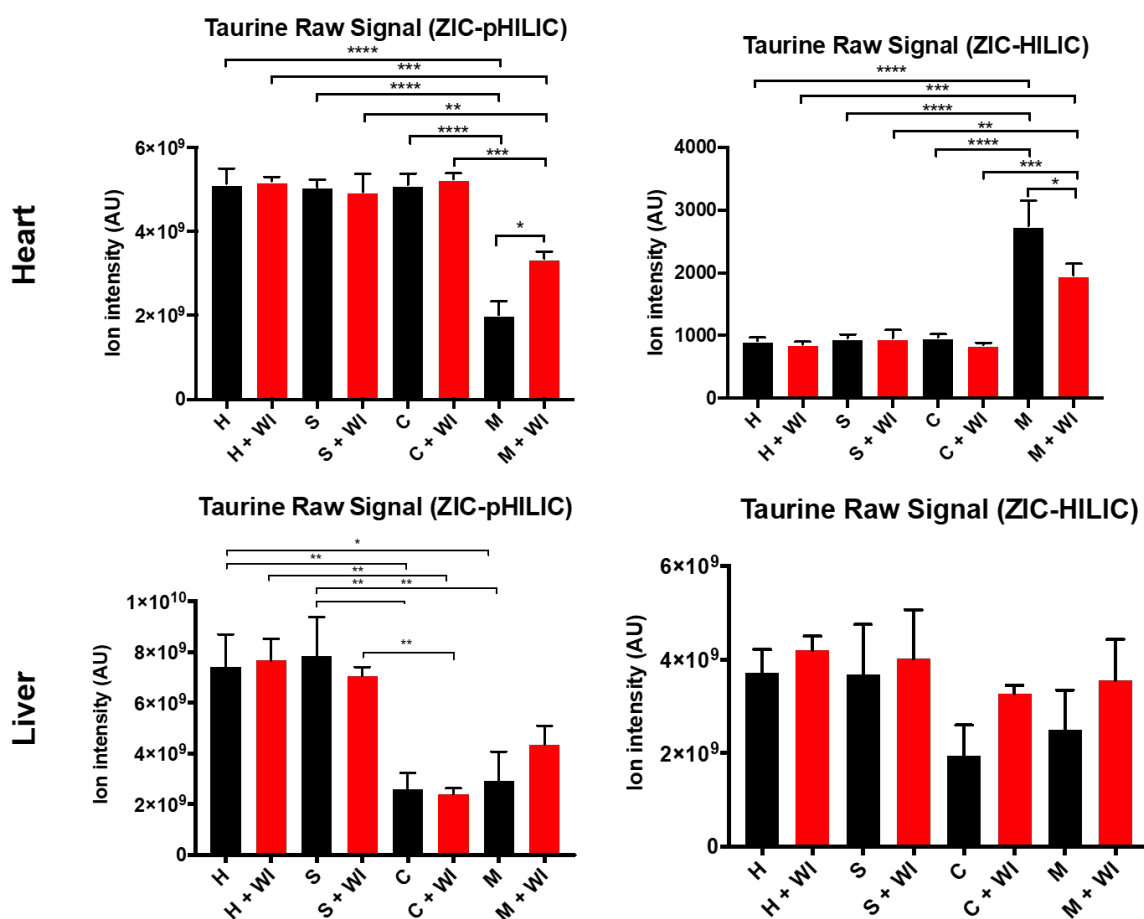 Heart
Taurine Raw Signal (ZIC-pHILIC)
****
***
****
**
****
***
*
Ion intensity (AU)
6×10⁹
4×10⁹
2×10⁹
0
H
H + WI
S
S + WI
C
C + WI
M
M + WI
Taurine Raw Signal (ZIC-HILIC)
****
***
****
**
****
***
*
Ion intensity (AU)
4000
3000
2000
1000
0
H
H + WI
S
S + WI
C
C + WI
M
M + WI
Liver
Taurine Raw Signal (ZIC-pHILIC)
*
**
**
** **
**
Ion intensity (AU)
1×10¹⁰
8×10⁹
6×10⁹
4×10⁹
2×10⁹
0
H
H + WI
S
S + WI
C
C + WI
M
M + WI
Taurine Raw Signal (ZIC-HILIC)
Ion intensity (AU)
6×10⁹
4×10⁹
2×10⁹
0
H
H + WI
S
S + WI
C
C + WI
M
M + WI